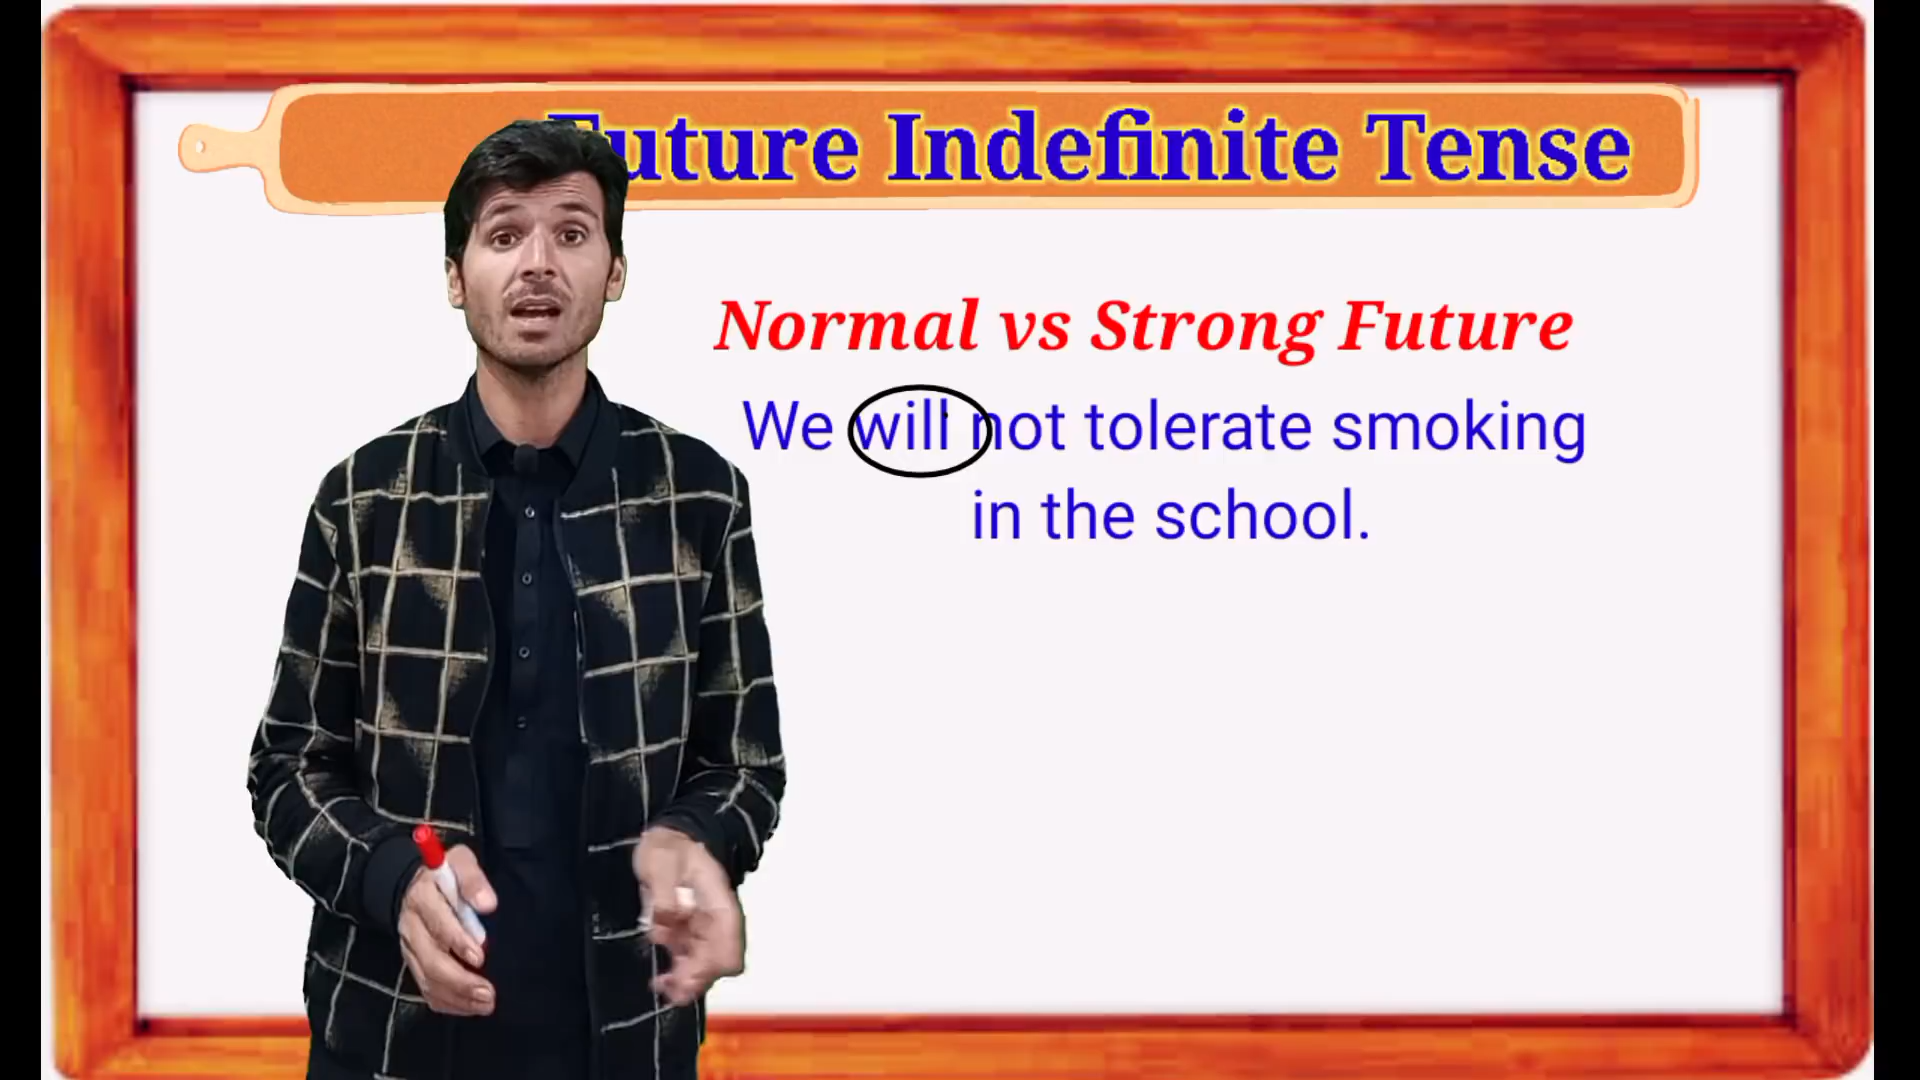 Future Indefinite Tense
Normal vs Strong Future
We will not tolerate smoking
in the school.